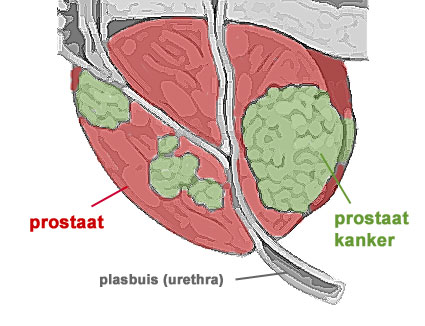 prostaat
prostaat
kanker
plasbuis (urethra)